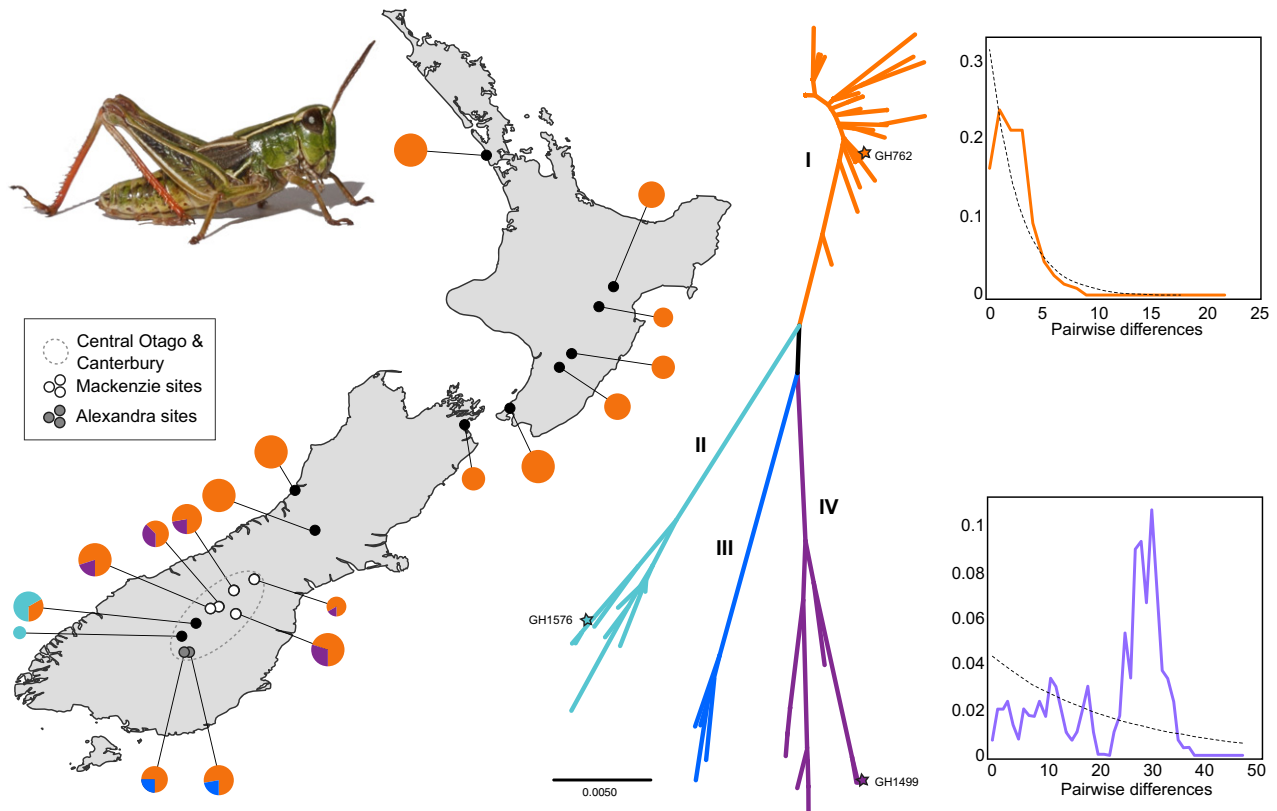 Central Otago &
Canterbury
Mackenzie sites
Alexandra sites
I
GH762
II
III
IV
GH1576
GH1499
0.0050
0.3
0.2
0.1
0
0 5 10 15 20 25
Pairwise differences
0.1
0.08
0.06
0.04
0.02
0
0 10 20 30 40 50
Pairwise differences